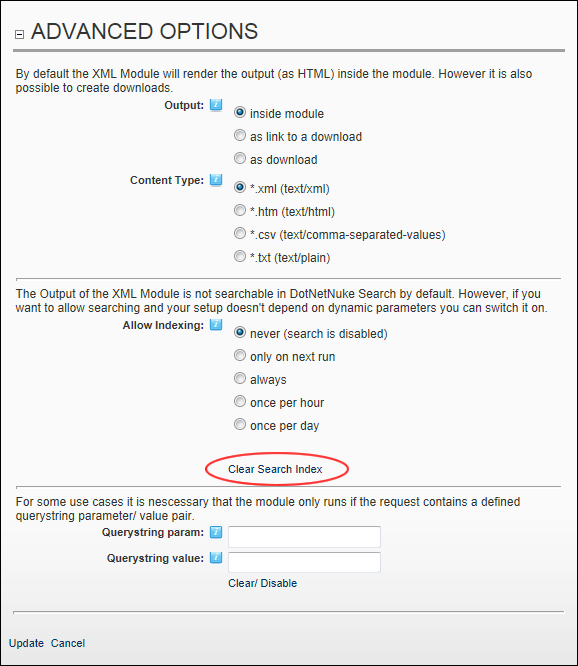 ADVANCED OPTIONS
By default the XML Module will render the output (as HTML) inside the module. However it is also
possible to create downloads.
Output: inside module
as link to a download
as download
Content Type: *.xml (text/xml)
*.htm (text/html)
*.csv (text/comma-separated-values)
*.txt (text/plain)
The Output of the XML Module is not searchable in DotNetNuke Search by default. However, if you
want to allow searching and your setup doesn't depend on dynamic parameters you can switch it on.
Allow Indexing: never (search is disabled)
only on next run
always
once per hour
once per day
Clear Search Index
For some use cases it is nescessary that the module only runs if the request contains a defined
querystring parameter/ value pair.
Querystring param:
Querystring value:
Clear/ Disable
Update Cancel